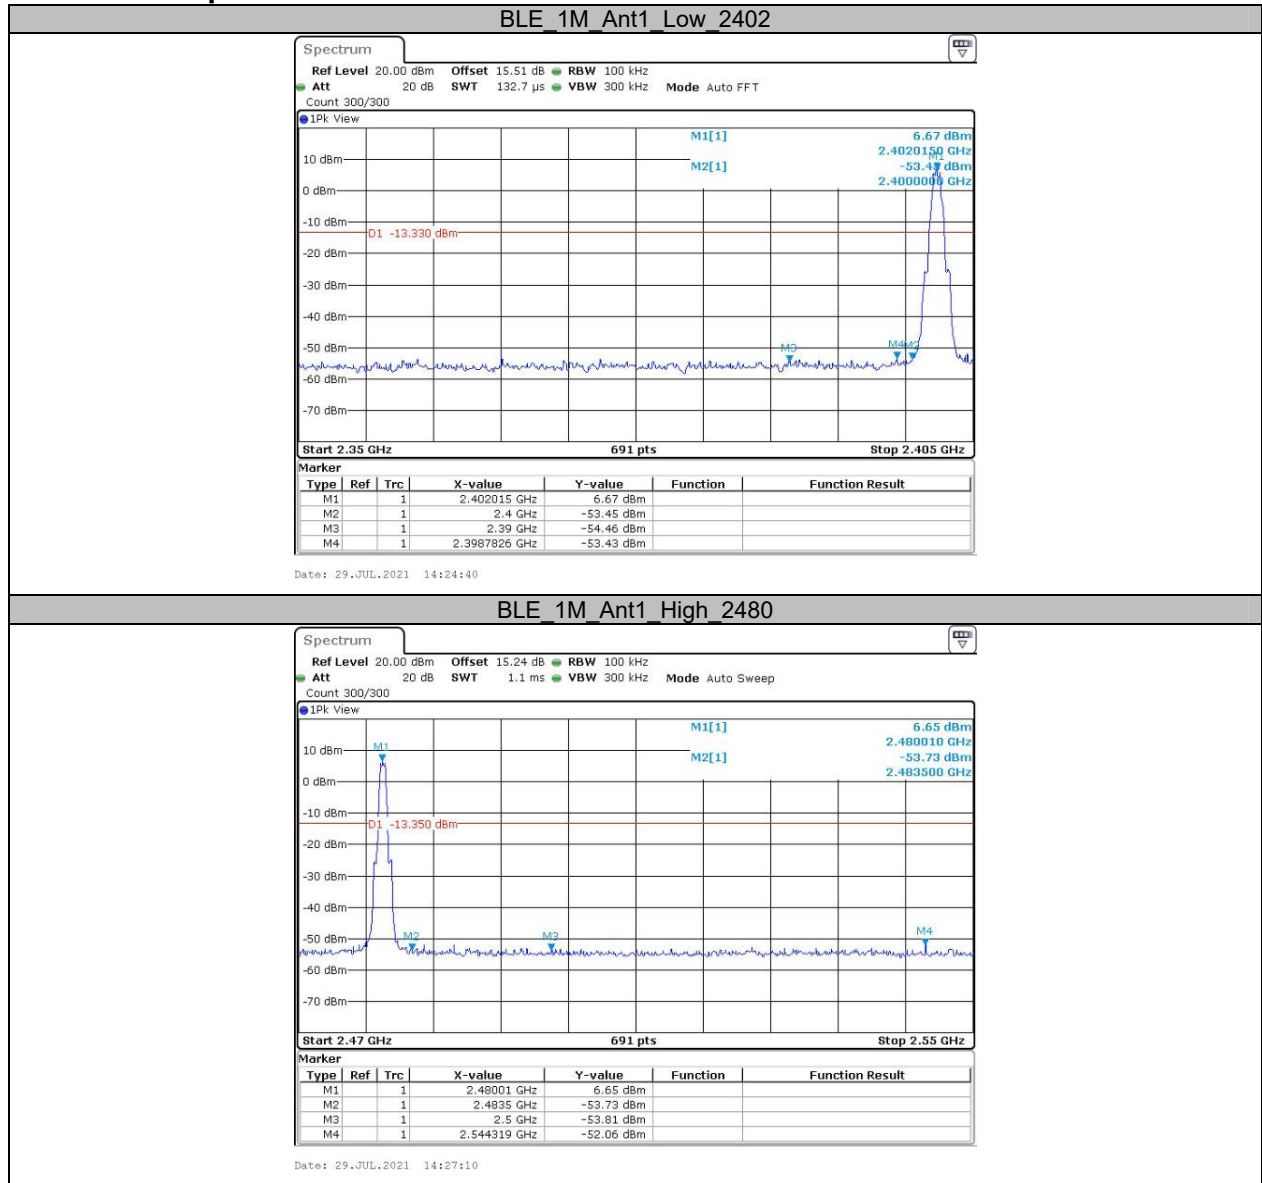 BLE_1M_Ant1_Low_2402
Spectrum
Ref Level 20.00 dBm Offset 15.51 dB RBW 100 kHz
Att 20 dB SWT 132.7 µs VBW 300 kHz Mode Auto FFT
Count 300/300
1Pk View
M1[1] 6.67 dBm
2.4020150 GHz
10 dBm M1
M2[1] -53.45 dBm
2.4000000 GHz
0 dBm
-10 dBm
D1 -13.330 dBm
-20 dBm
-30 dBm
-40 dBm
-50 dBm M3 M4 M2
-60 dBm
-70 dBm
Start 2.35 GHz 691 pts Stop 2.405 GHz
Marker
Type Ref Trc X-value Y-value Function Function Result
M1 1 2.402015 GHz 6.67 dBm
M2 1 2.4 GHz -53.45 dBm
M3 1 2.39 GHz -54.46 dBm
M4 1 2.3987826 GHz -53.43 dBm
Date: 29.JUL.2021 14:24:40
BLE_1M_Ant1_High_2480
Spectrum
Ref Level 20.00 dBm Offset 15.24 dB RBW 100 kHz
Att 20 dB SWT 1.1 ms VBW 300 kHz Mode Auto Sweep
Count 300/300
1Pk View
M1[1] 6.65 dBm
2.480010 GHz
10 dBm M1
M2[1] -53.73 dBm
2.483500 GHz
0 dBm
-10 dBm
D1 -13.350 dBm
-20 dBm
-30 dBm
-40 dBm
-50 dBm M2 M3 M4
-60 dBm
-70 dBm
Start 2.47 GHz 691 pts Stop 2.55 GHz
Marker
Type Ref Trc X-value Y-value Function Function Result
M1 1 2.48001 GHz 6.65 dBm
M2 1 2.4835 GHz -53.73 dBm
M3 1 2.5 GHz -53.81 dBm
M4 1 2.544319 GHz -52.06 dBm
Date: 29.JUL.2021 14:27:10